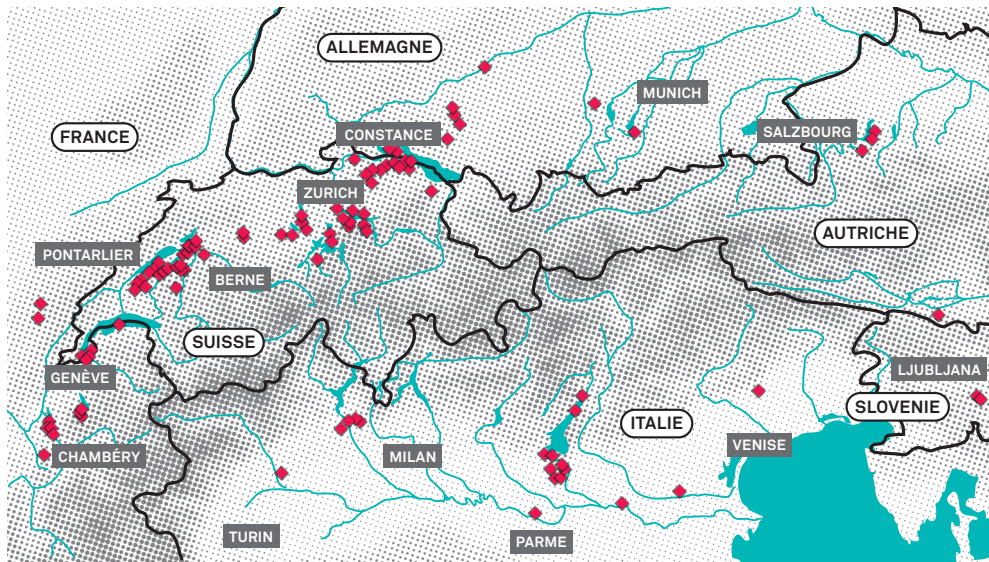 ALLEMAGNE
MUNICH
FRANCE
CONSTANCE
SALZBOURG
ZURICH
AUTRICHE
PONTARLIER
BERNE
SUISSE
GENÈVE
LJUBLJANA
SLOVENIE
ITALIE
CHAMBÉRY
MILAN
VENISE
TURIN
PARME